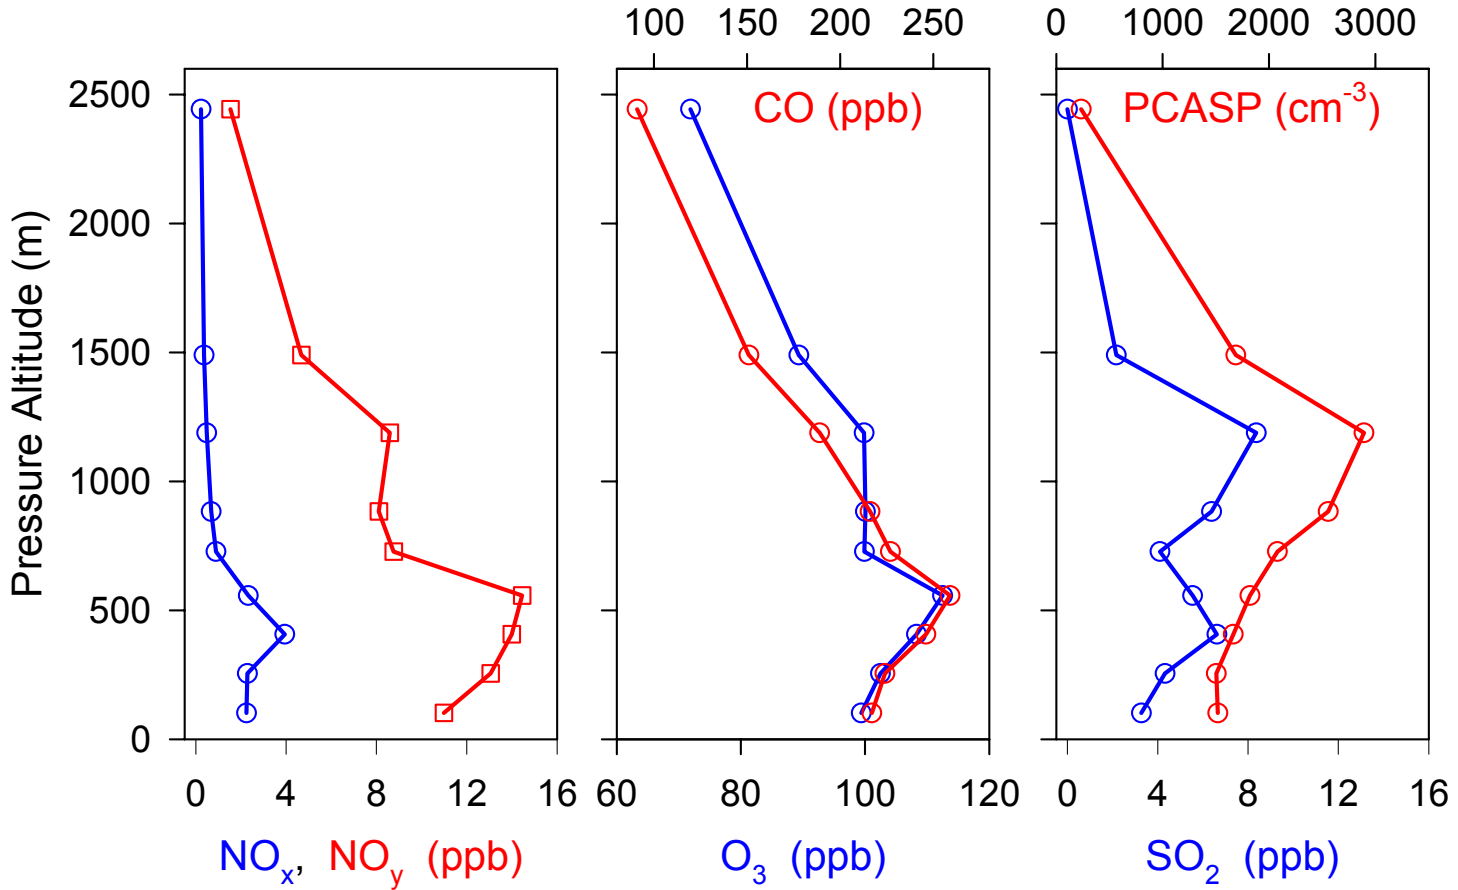 100 150 200 250 0 1000 2000 3000
2500 CO (ppb) PCASP (cm⁻³)
2000
1500
1000
500
0
Pressure Altitude (m)
0 4 8 12 16 60 80 100 120 0 4 8 12 16
NOₓ, NOᵧ (ppb) O₃ (ppb) SO₂ (ppb)